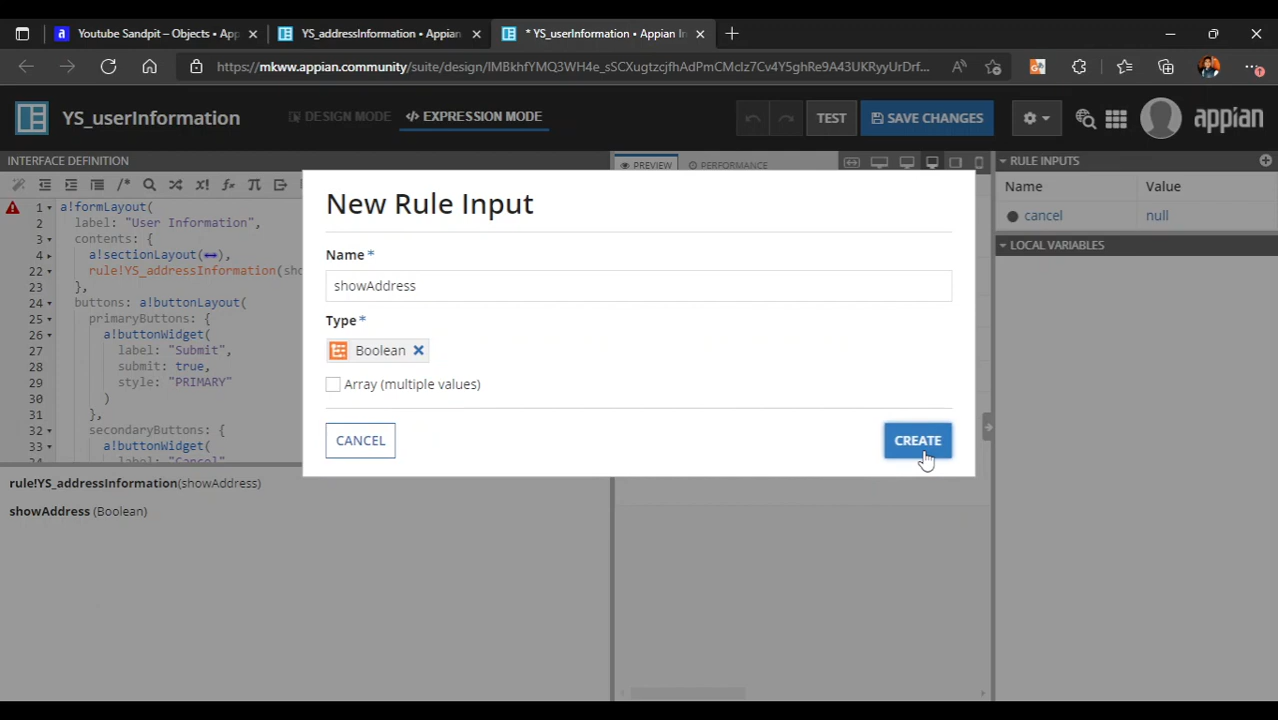 Youtube Sandpit – Objects • App
YS_addressInformation • Appian
* YS_userInformation • Appian In
https://mkww.appian.community/suite/design/
YS_userInformation
DESIGN MODE
</> EXPRESSION MODE
TEST
SAVE CHANGES
appian
INTERFACE DEFINITION
PREVIEW
PERFORMANCE
RULE INPUTS
Name
Value
cancel
null
LOCAL VARIABLES
1 a!formLayout(
2 label: "User Information",
3 contents: {
4 a!sectionLayout(),
22 rule!YS_addressInformation(sho
23 },
24 buttons: a!buttonLayout(
25 primaryButtons: {
26 a!buttonWidget(
27 label: "Submit",
28 submit: true,
29 style: "PRIMARY"
30 )
31 },
32 secondaryButtons: {
33 a!buttonWidget(
34 label: "Cancel"
New Rule Input
Name*
showAddress
Type*
Boolean
Array (multiple values)
CANCEL
CREATE
rule!YS_addressInformation(showAddress)
showAddress (Boolean)